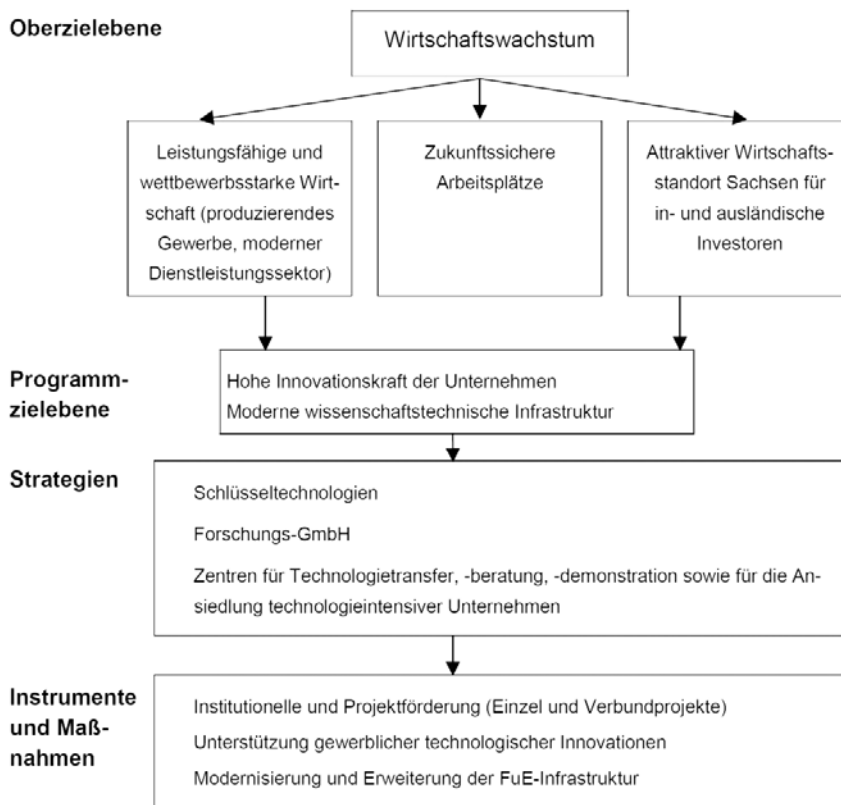 Oberzielebene
Wirtschaftswachstum
Leistungsfähige und
wettbewerbsstarke Wirt-
schaft (produzierendes
Gewerbe, moderner
Dienstleistungssektor)
Zukunftssichere
Arbeitsplätze
Attraktiver Wirtschafts-
standort Sachsen für
in- und ausländische
Investoren
Programm-
zielebene
Hohe Innovationskraft der Unternehmen
Moderne wissenschaftstechnische Infrastruktur
Strategien
Schlüsseltechnologien
Forschungs-GmbH
Zentren für Technologietransfer, -beratung, -demonstration sowie für die An-
siedlung technologieintensiver Unternehmen
Instrumente
und Maß-
nahmen
Institutionelle und Projektförderung (Einzel und Verbundprojekte)
Unterstützung gewerblicher technologischer Innovationen
Modernisierung und Erweiterung der FuE-Infrastruktur